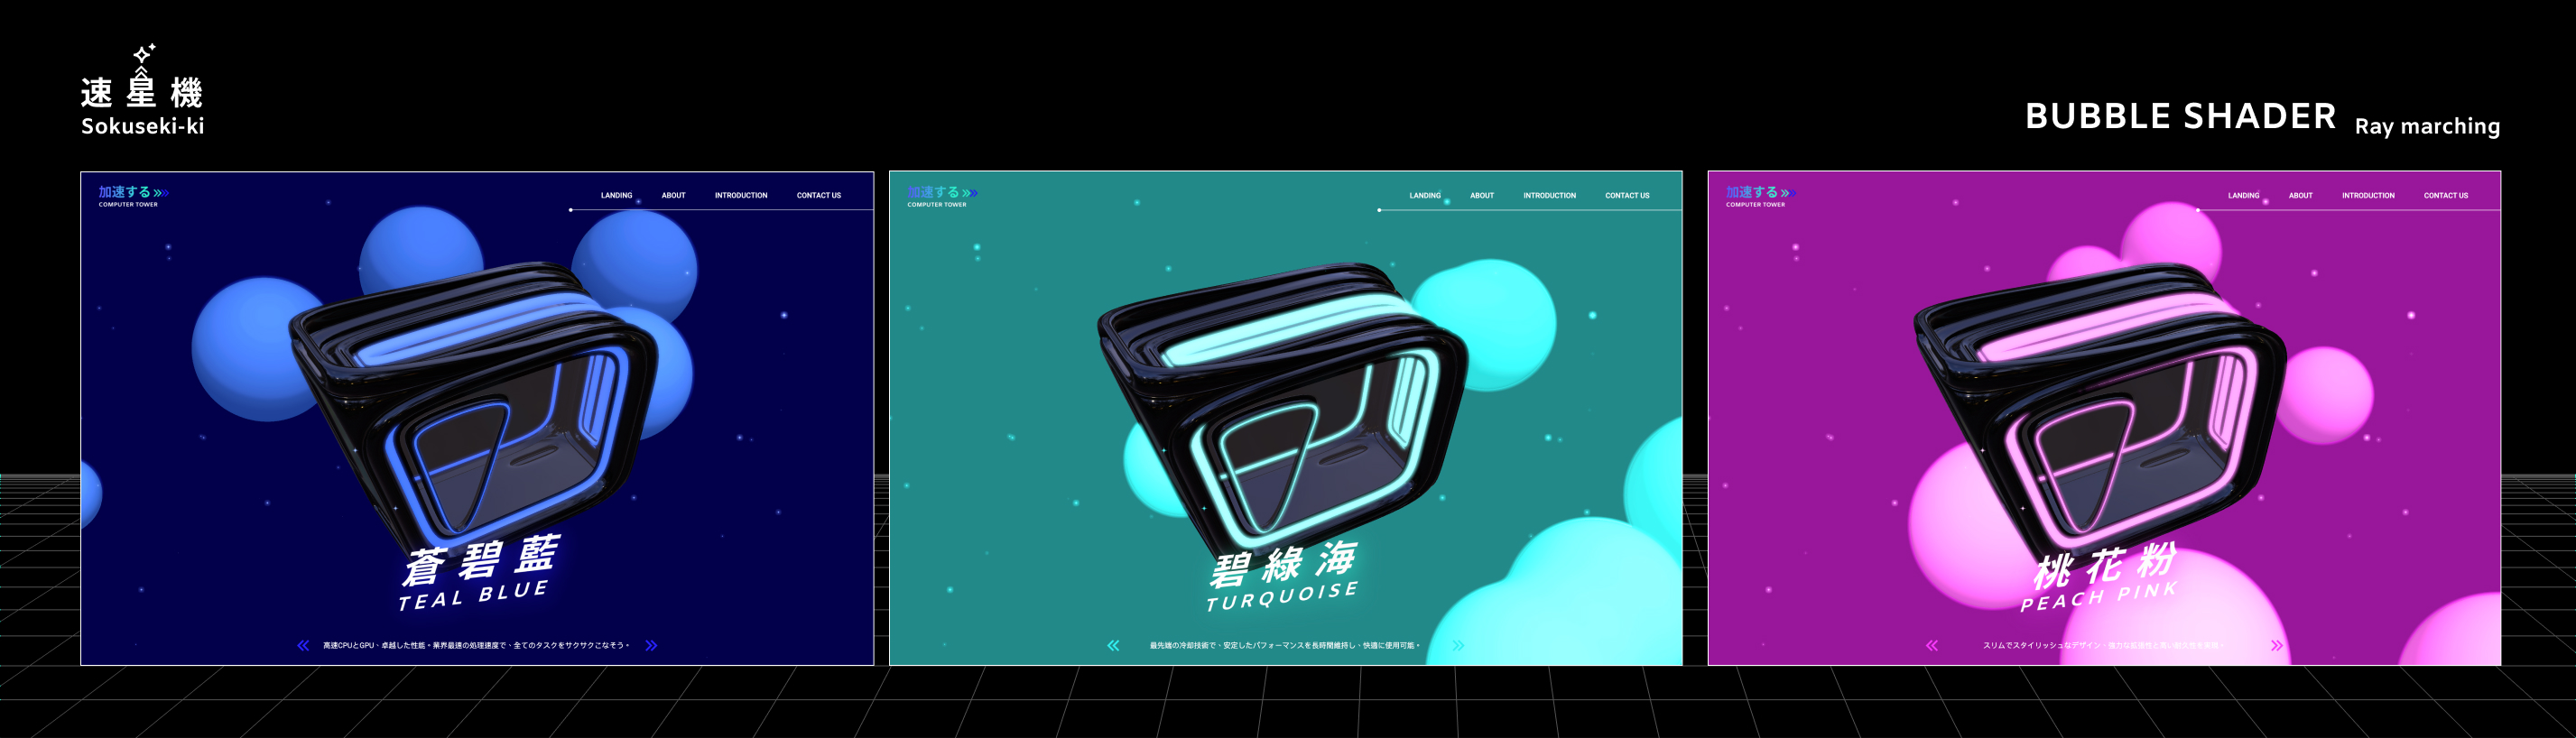 速星機
Sokuseki-ki
BUBBLE SHADER Ray marching
加速する
COMPUTER TOWER
LANDING ABOUT INTRODUCTION CONTACT US
蒼碧藍
TEAL BLUE
高速CPUとGPU、卓越した性能。業界最速の処理速度で、全てのタスクをサクサクこなそう。
加速する
COMPUTER TOWER
LANDING ABOUT INTRODUCTION CONTACT US
碧綠海
TURQUOISE
最先端の冷却技術で、安定したパフォーマンスを長時間維持し、快適に使用可能。
加速する
COMPUTER TOWER
LANDING ABOUT INTRODUCTION CONTACT US
桃花粉
PEACH PINK
スリムでスタイリッシュなデザイン、